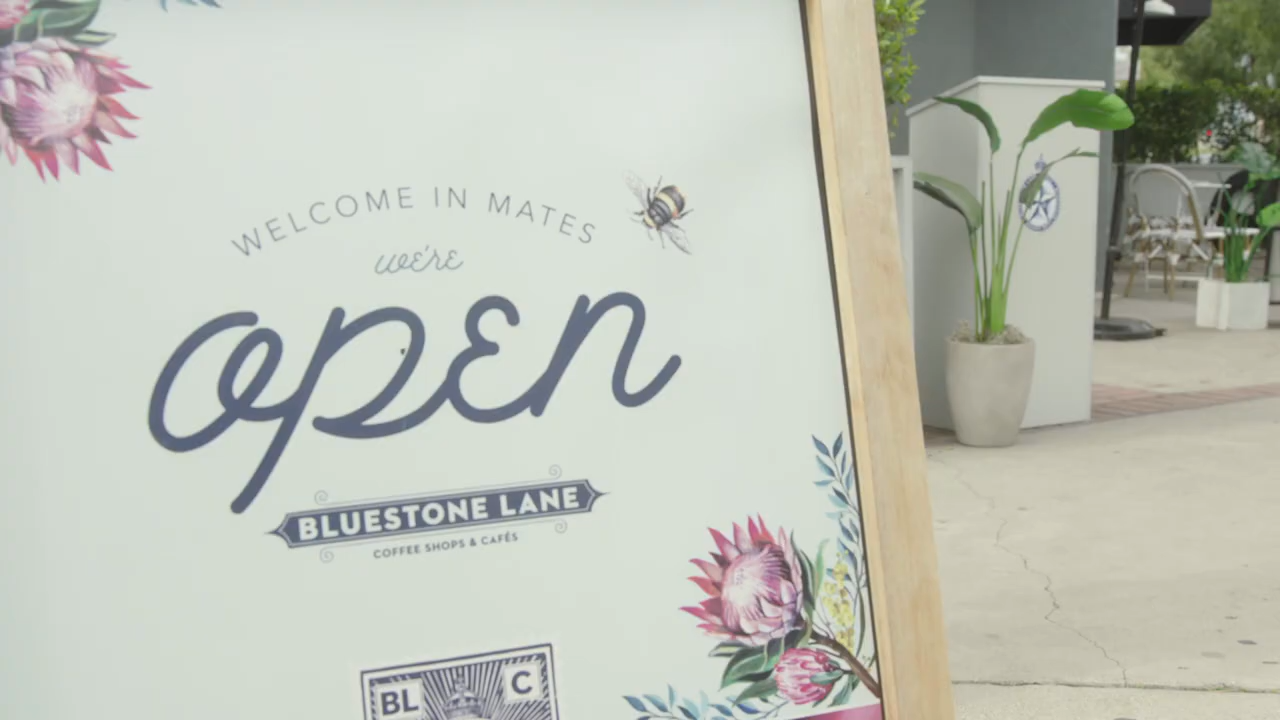 WELCOME IN MATES
we're
open
BLUESTONE LANE
COFFEE SHOPS & CAFÉS
BL C